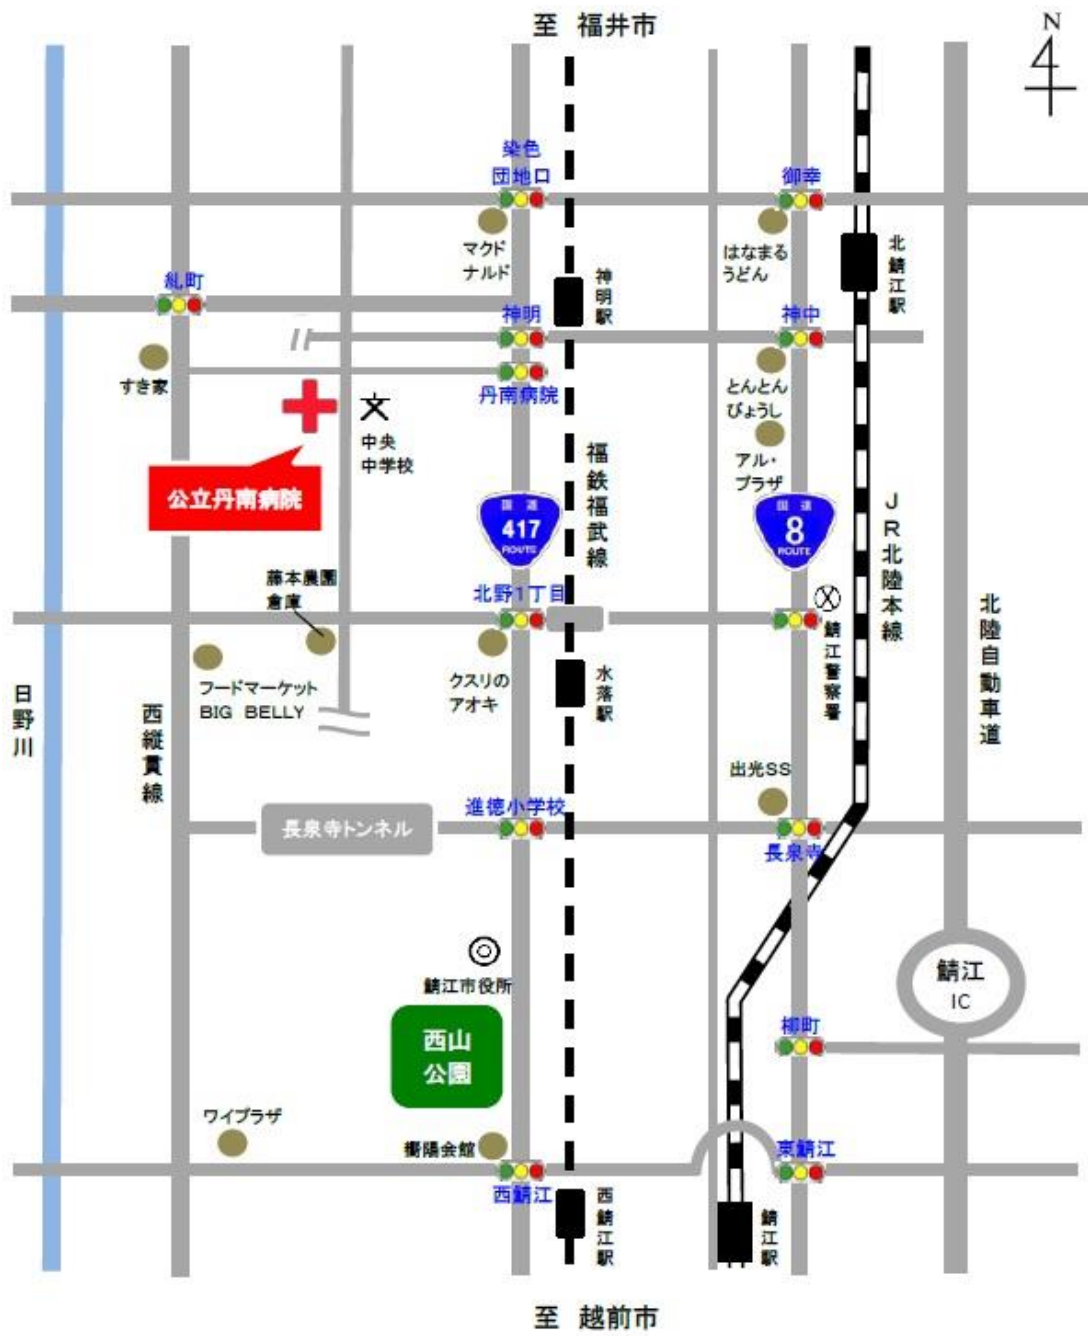 至 福井市
N
染色
団地口
御幸
マクド
ナルド
はなまる
うどん
北鯖江駅
神明駅
糺町
神明
神中
すき家
丹南病院
とんとん
びょうし
中央
中学校
アル・
プラザ
公立丹南病院
福鉄福武線
国道
417
ROUTE
国道
8
ROUTE
JR北陸本線
藤本農園
倉庫
北野1丁目
鯖江警察署
北陸自動車道
フードマーケット
BIG BELLY
クスリの
アオキ
水落駅
日野川
西縦貫線
出光SS
進徳小学校
長泉寺トンネル
長泉寺
鯖江市役所
鯖江
IC
西山
公園
柳町
ワイプラザ
嚮陽会館
東鯖江
西鯖江
西鯖江駅
鯖江駅
至 越前市